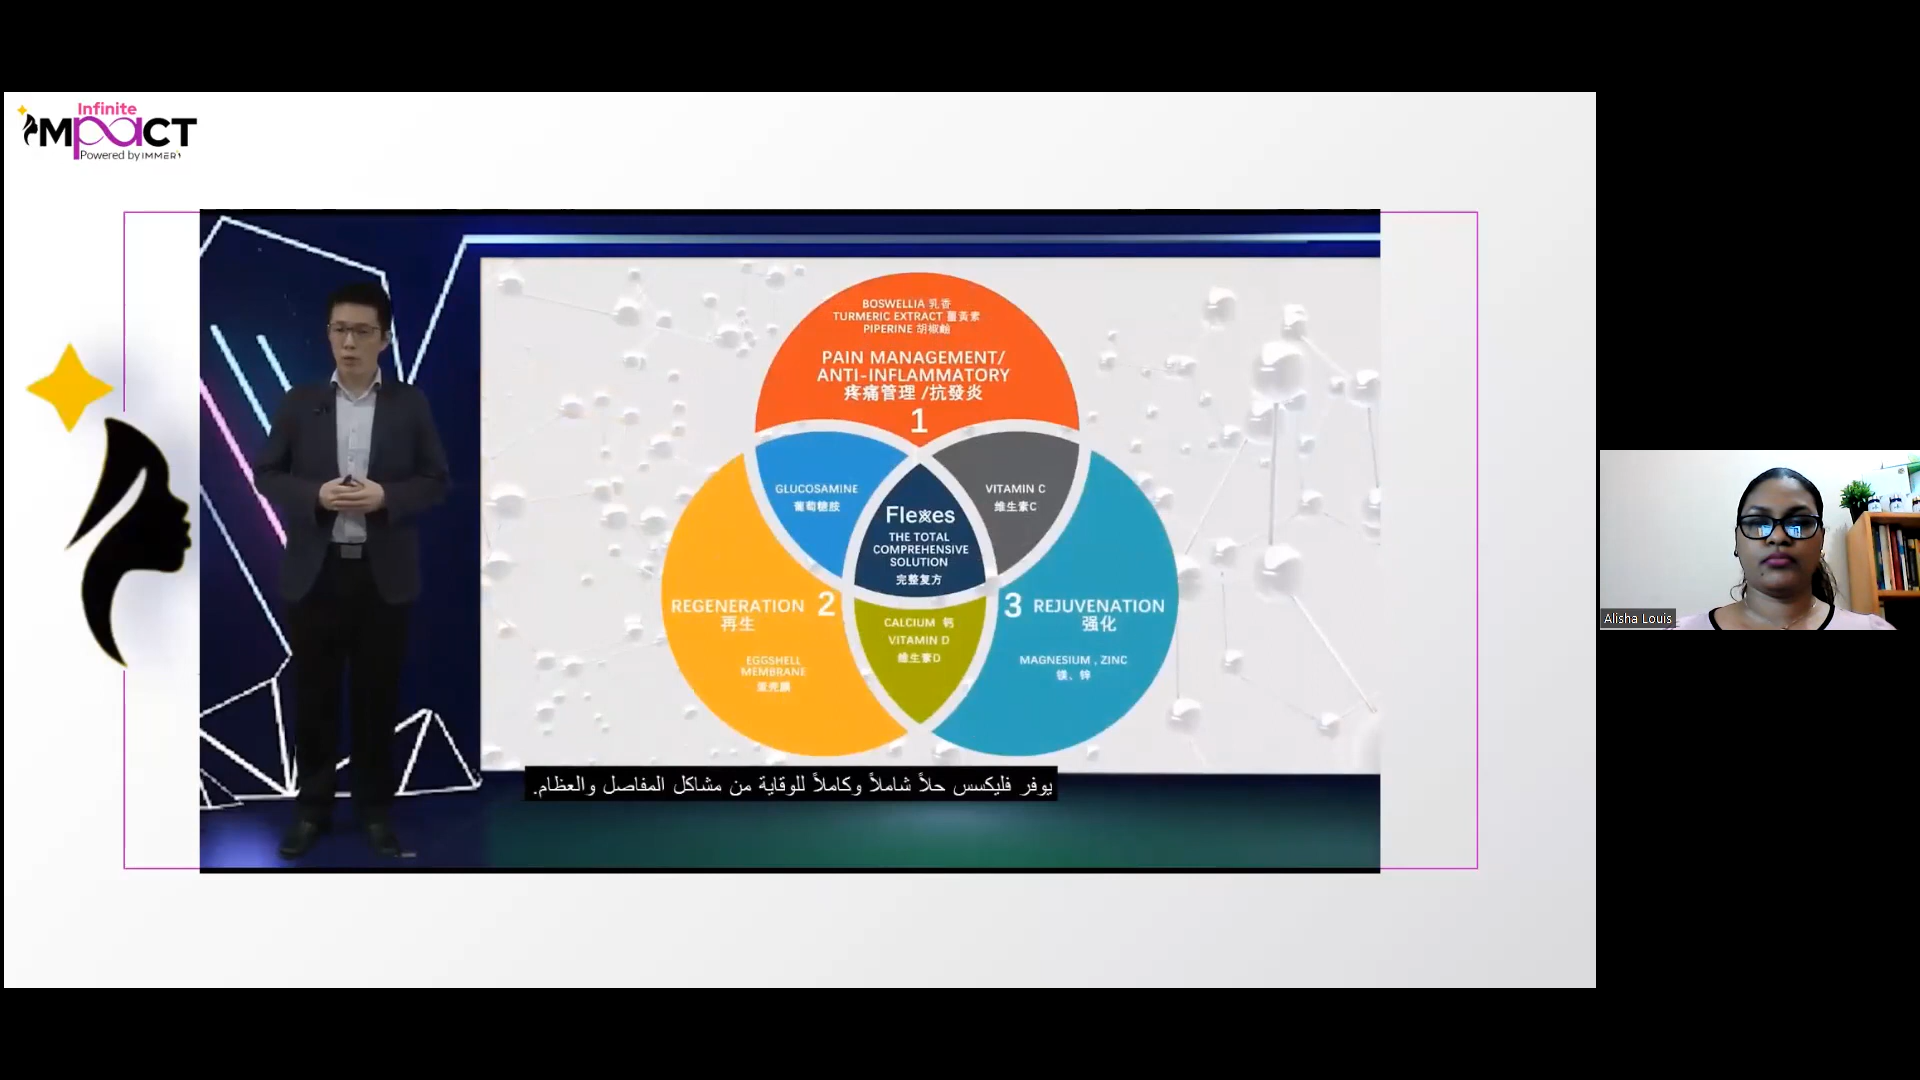 Infinite
iMPACT
Powered by IMMERI
BOSWELLIA 乳香
TURMERIC EXTRACT 薑黃素
PIPERINE 胡椒鹼
PAIN MANAGEMENT/
ANTI-INFLAMMATORY
疼痛管理 /抗發炎
1
GLUCOSAMINE
葡萄糖胺
VITAMIN C
维生素C
Flexes
THE TOTAL
COMPREHENSIVE
SOLUTION
完整复方
REGENERATION 2
再生
EGGSHELL
MEMBRANE
蛋壳膜
CALCIUM 钙
VITAMIN D
维生素D
3 REJUVENATION
强化
MAGNESIUM , ZINC
镁、锌
يوفر فليكسس حلاً شاملاً وكاملاً للوقاية من مشاكل المفاصل والعظام.
Alisha Louis